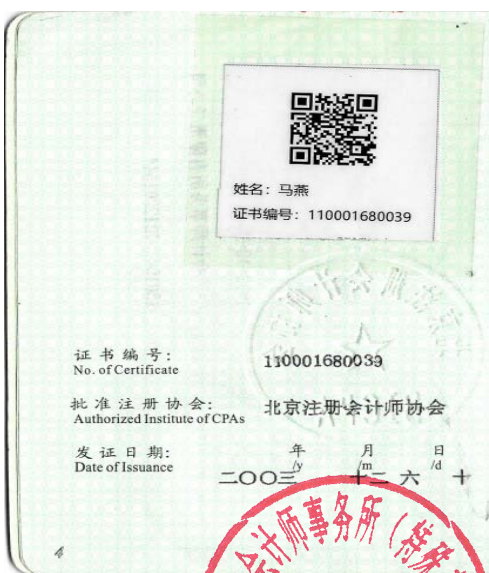 姓名：马燕
证书编号：110001680039
证书编号：
No. of Certificate
110001680039
批准注册协会：
Authorized Institute of CPAs
北京注册会计师协会
发证日期：
Date of Issuance
年 月 日
/y /m /d
二〇〇三 十二 六 十
会计师事务所（特殊
4